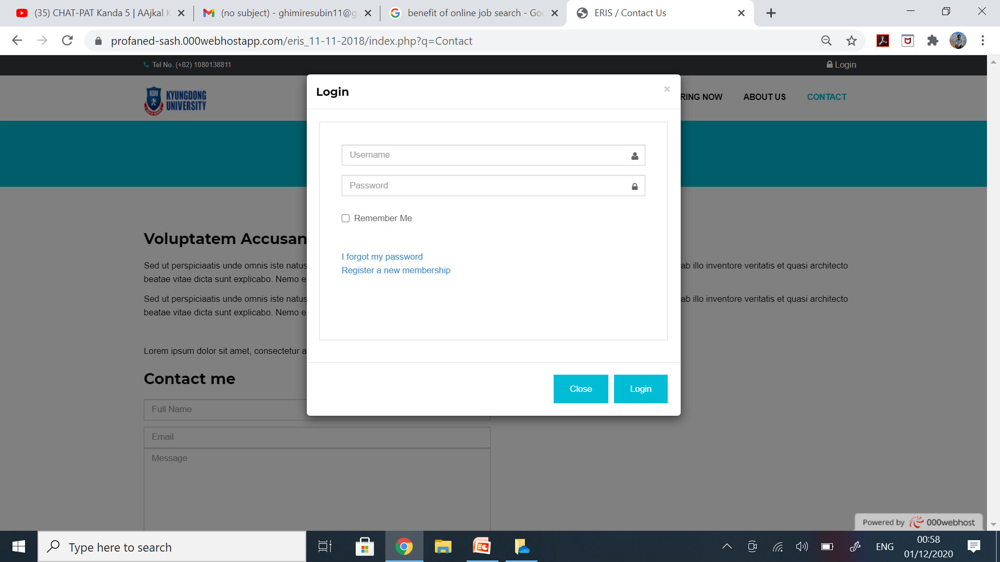 (35) CHAT-PAT Kanda 5 | AAjkal K
(no subject) - ghimiresubin11@g
benefit of online job search - Goo
ERIS / Contact Us
profaned-sash.000webhostapp.com/eris_11-11-2018/index.php?q=Contact
Tel No. (+82) 1080138811
Login
KDU
KYUNGDONG
UNIVERSITY
RING NOW
ABOUT US
CONTACT
Login
×
Username
Password
Remember Me
I forgot my password
Register a new membership
Close
Login
Voluptatem Accusan
Sed ut perspiciaatis unde omnis iste natus ab illo inventore veritatis et quasi architecto
beatae vitae dicta sunt explicabo. Nemo e
Sed ut perspiciaatis unde omnis iste natus ab illo inventore veritatis et quasi architecto
beatae vitae dicta sunt explicabo. Nemo e
Lorem ipsum dolor sit amet, consectetur a
Contact me
Full Name
Email
Message
Powered by 000webhost
Type here to search
ENG
00:58
01/12/2020